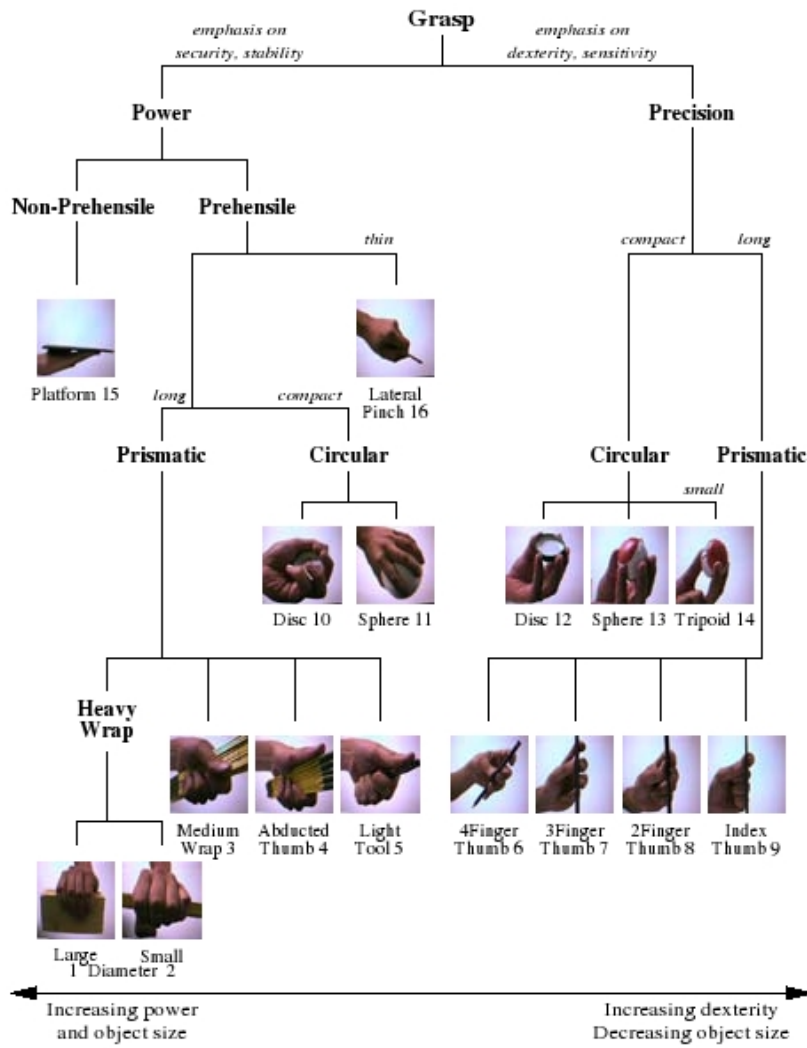 Grasp
emphasis on
security, stability
emphasis on
dexterity, sensitivity
Power
Precision
Non-Prehensile
Prehensile
thin
compact
long
Platform 15
Lateral
Pinch 16
long
compact
Prismatic
Circular
Circular
Prismatic
small
Disc 10
Sphere 11
Disc 12
Sphere 13
Tripoid 14
Heavy
Wrap
Medium
Wrap 3
Abducted
Thumb 4
Light
Tool 5
4Finger
Thumb 6
3Finger
Thumb 7
2Finger
Thumb 8
Index
Thumb 9
Large
Small
1 Diameter 2
Increasing power
and object size
Increasing dexterity
Decreasing object size